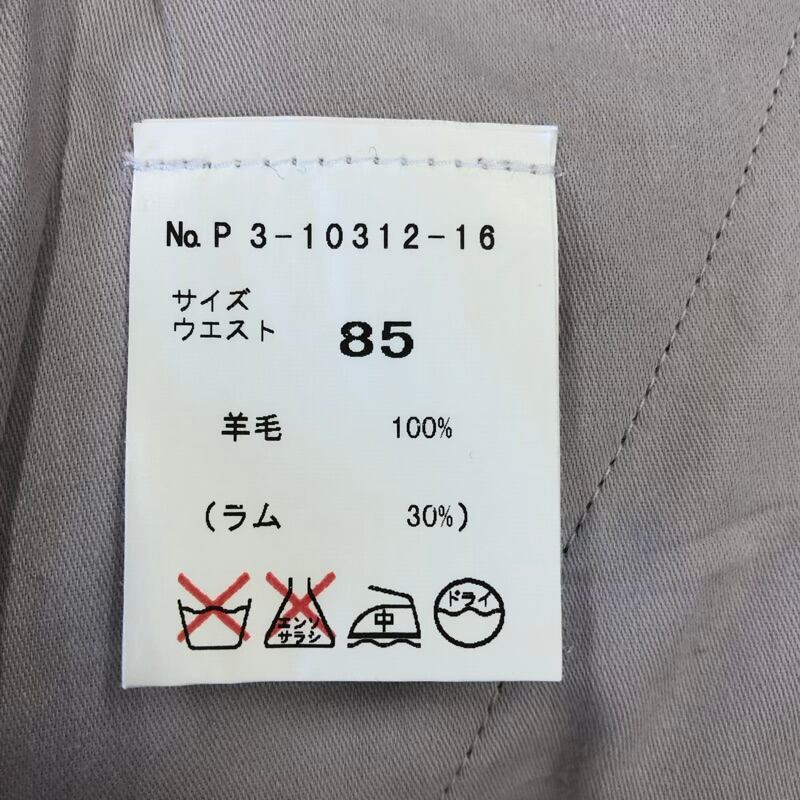 № P 3-10312-16
サイズ
ウエスト 85
羊毛 100%
(ラム 30%)
エンソ
サラシ
中
ドライ